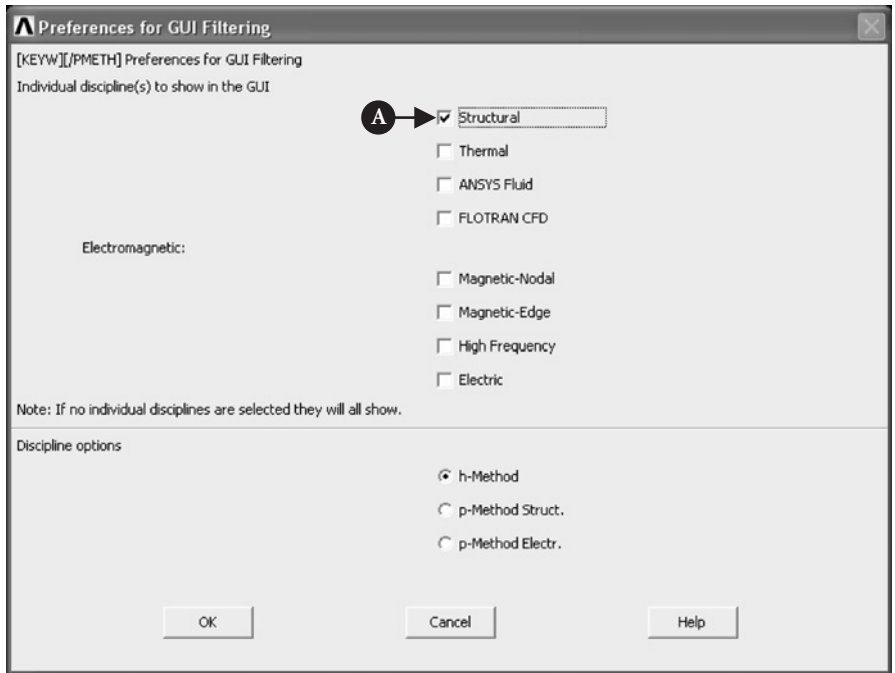 Preferences for GUI Filtering
[KEYW][/PMETH] Preferences for GUI Filtering
Individual discipline(s) to show in the GUI
A Structural
Thermal
ANSYS Fluid
FLOTRAN CFD
Electromagnetic:
Magnetic-Nodal
Magnetic-Edge
High Frequency
Electric
Note: If no individual disciplines are selected they will all show.
Discipline options
h-Method
p-Method Struct.
p-Method Electr.
OK Cancel Help